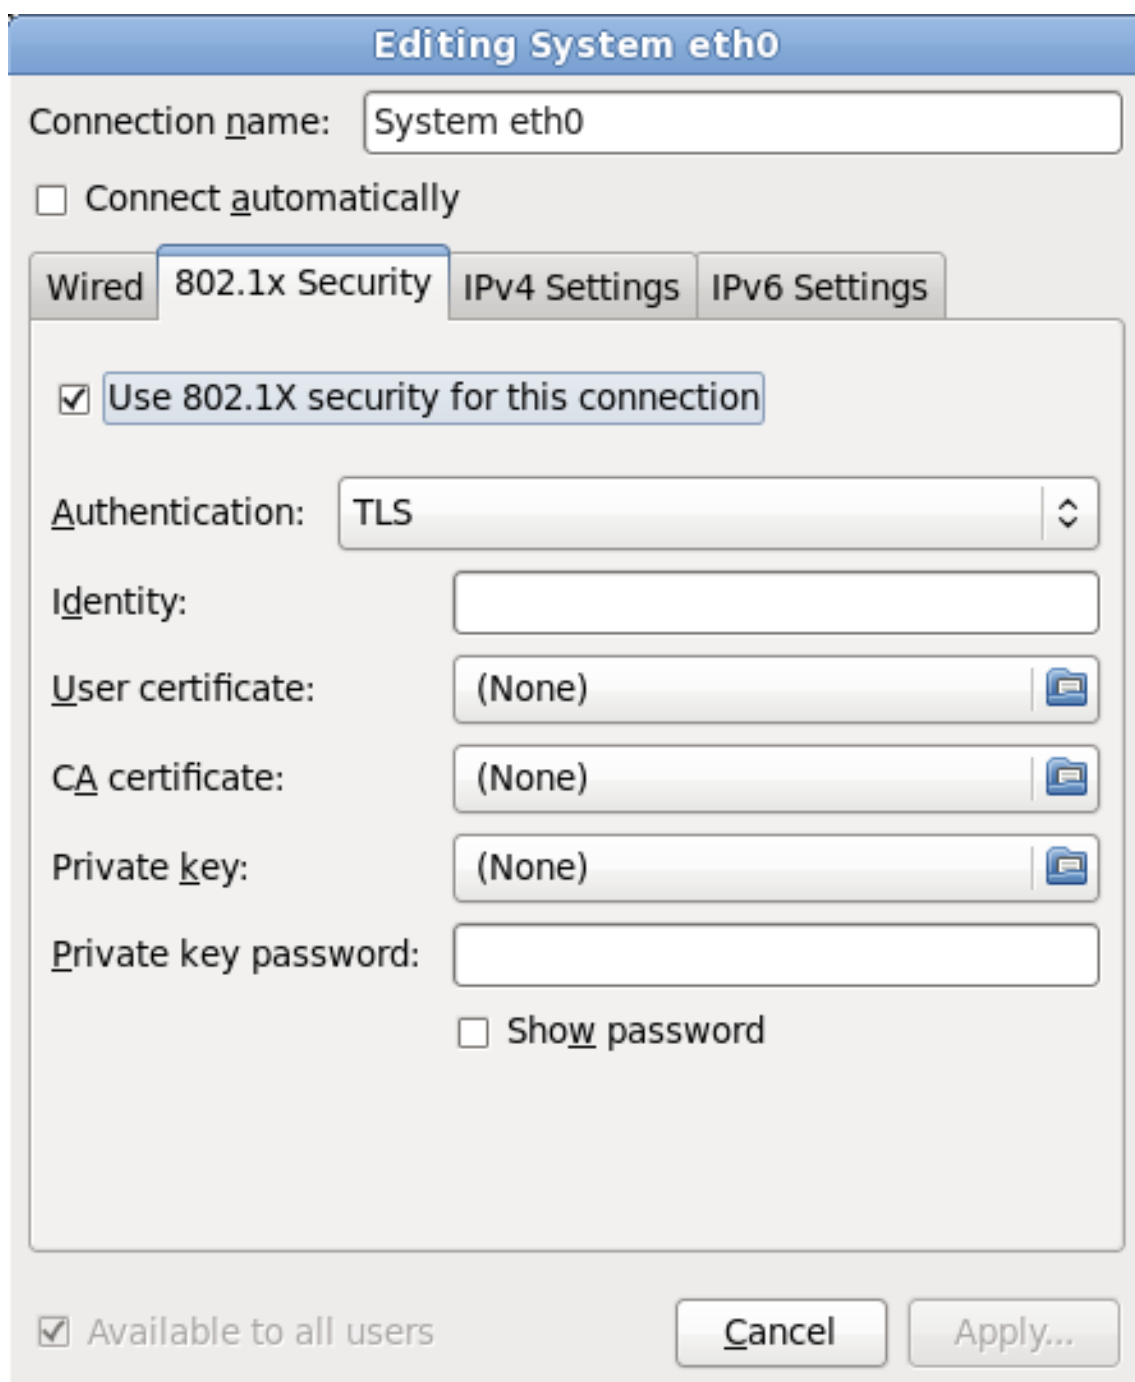 Editing System eth0
Connection name: System eth0
Connect automatically
Wired 802.1x Security IPv4 Settings IPv6 Settings
Use 802.1X security for this connection
Authentication: TLS
Identity:
User certificate: (None)
CA certificate: (None)
Private key: (None)
Private key password:
Show password
Available to all users Cancel Apply...